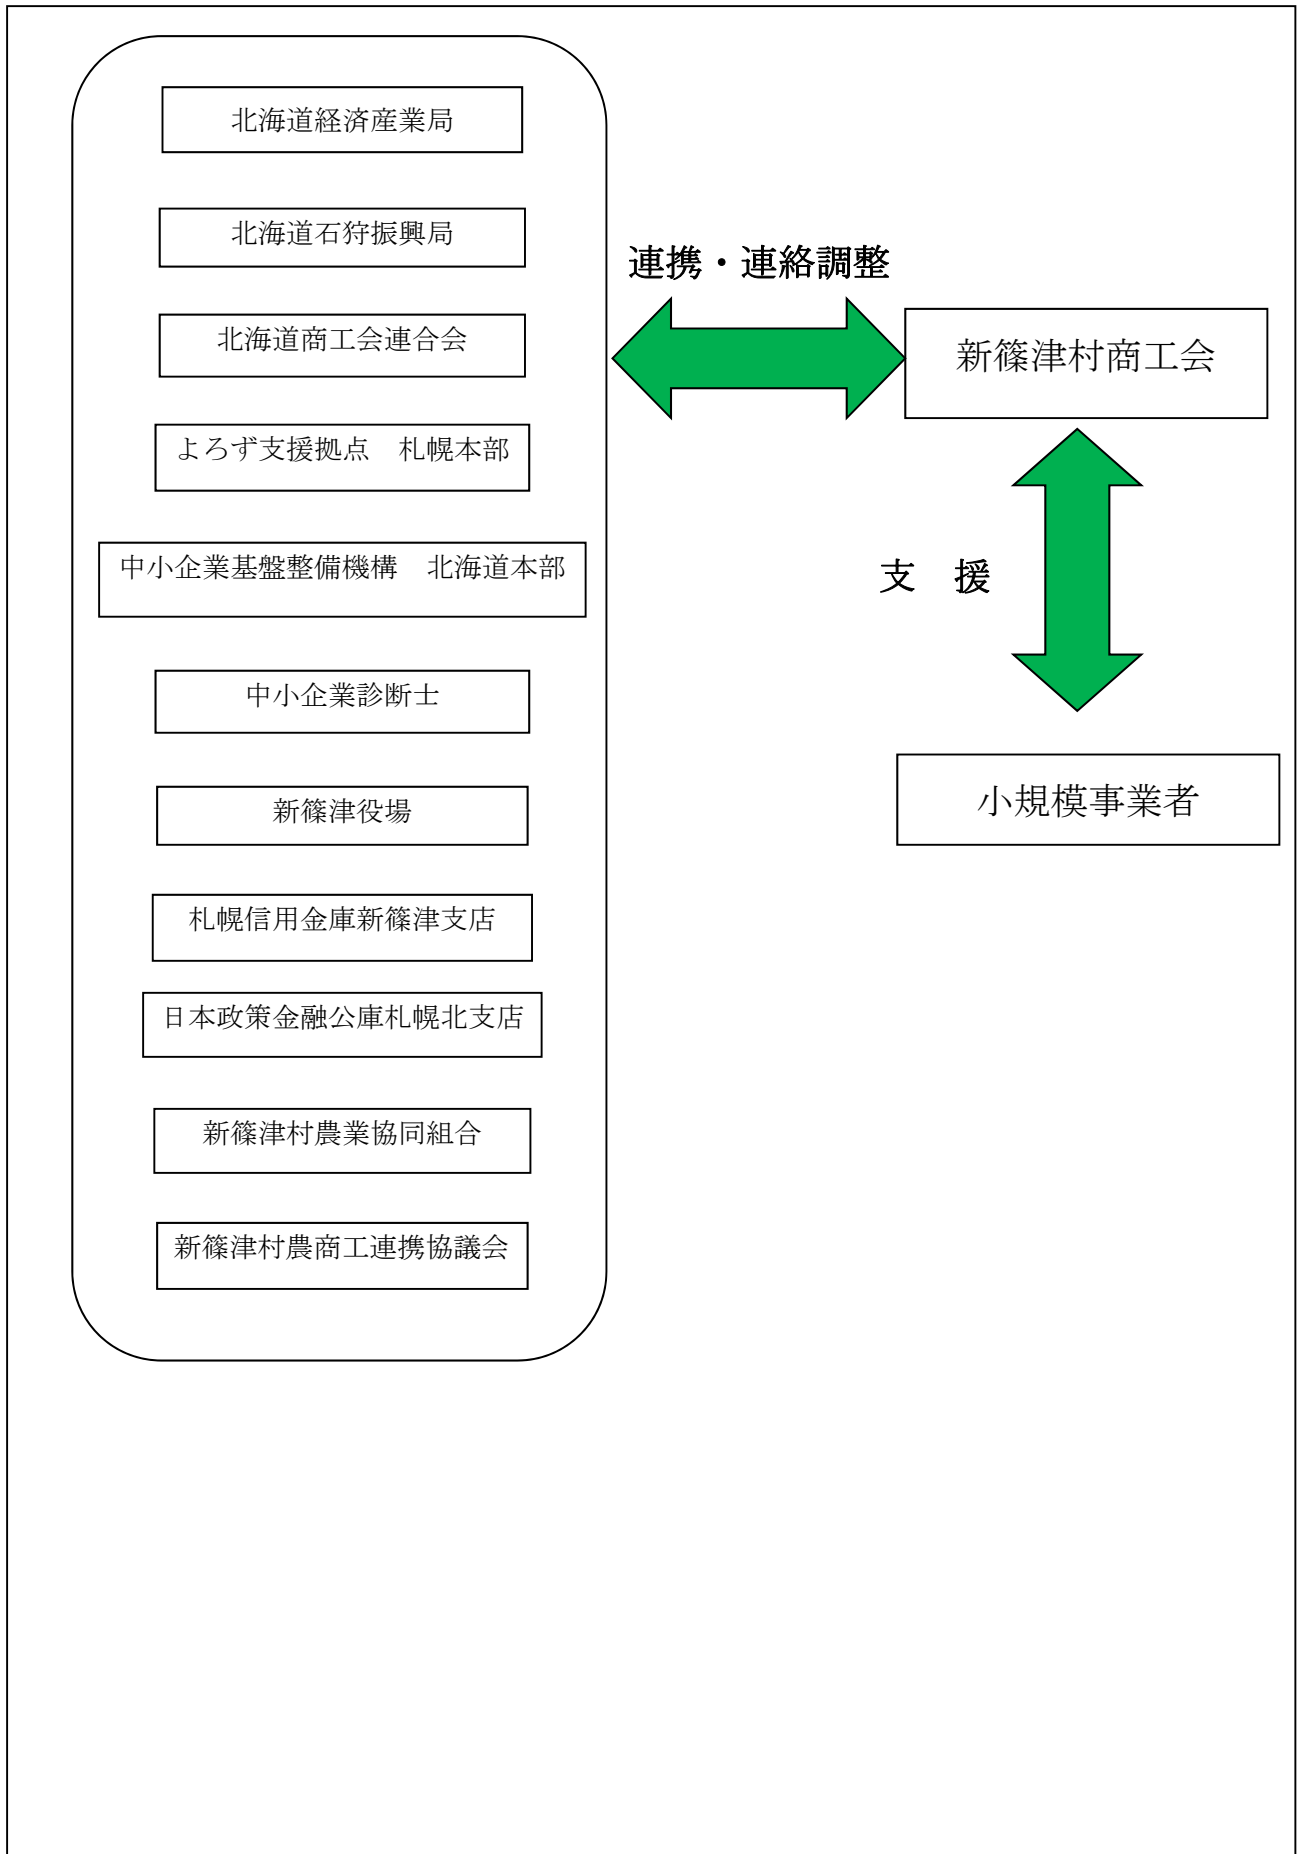 北海道経済産業局
北海道石狩振興局
北海道商工会連合会
よろず支援拠点　札幌本部
中小企業基盤整備機構　北海道本部
中小企業診断士
新篠津役場
札幌信用金庫新篠津支店
日本政策金融公庫札幌北支店
新篠津村農業協同組合
新篠津村農商工連携協議会
連携・連絡調整
新篠津村商工会
支　援
小規模事業者